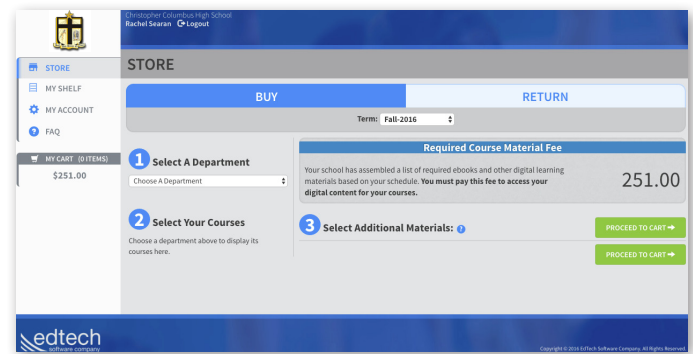 Christopher Columbus High School
Rachel Searan Logout
STORE
MY SHELF
MY ACCOUNT
? FAQ
MY CART (0 ITEMS)
$251.00
STORE
BUY
RETURN
Term: Fall-2016
1 Select A Department
Choose A Department
2 Select Your Courses
Choose a department above to display its
courses here.
Required Course Material Fee
Your school has assembled a list of required ebooks and other digital learning
materials based on your schedule. You must pay this fee to access your
digital content for your courses.
251.00
3 Select Additional Materials: ?
PROCEED TO CART
PROCEED TO CART
edtech
software company
Copyright © 2016 EdTech Software Company. All Rights Reserved.